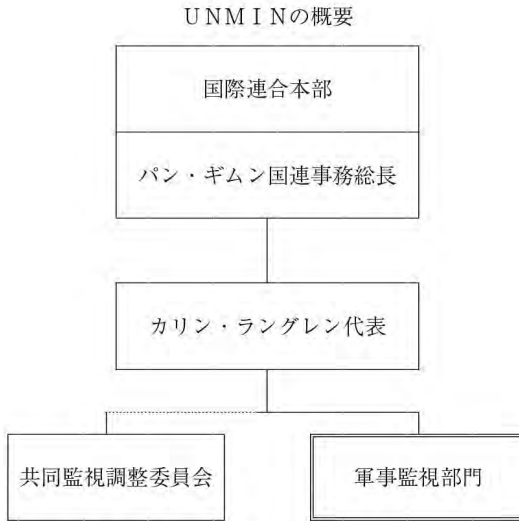 ＵＮＭＩＮの概要
国際連合本部
パン・ギムン国連事務総長
カリン・ラングレン代表
共同監視調整委員会
軍事監視部門